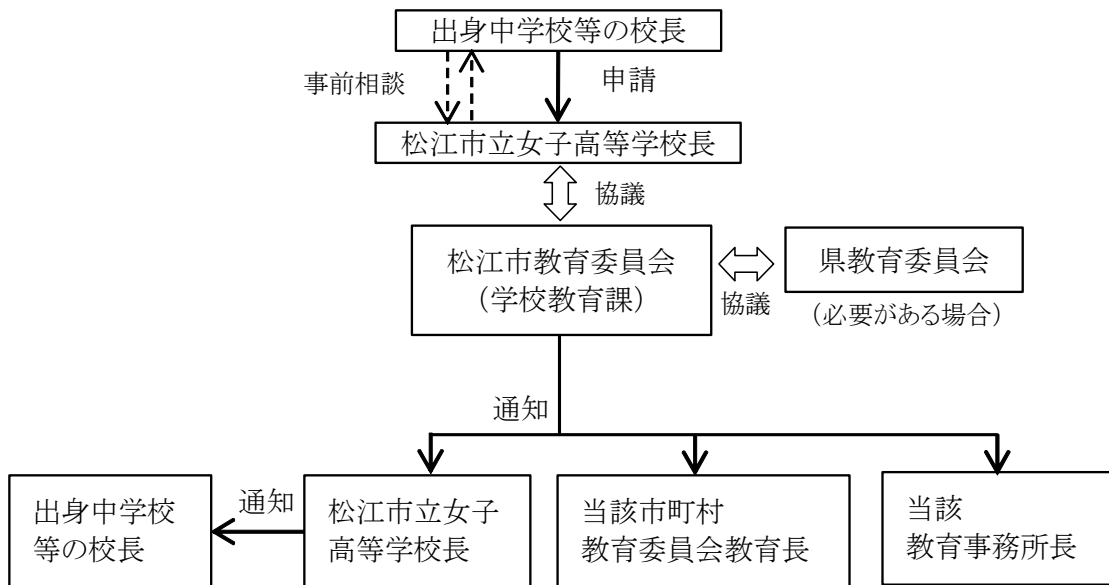 出身中学校等の校長
事前相談
申請
松江市立女子高等学校長
協議
松江市教育委員会
（学校教育課）
協議
県教育委員会
（必要がある場合）
通知
出身中学校
等の校長
通知
松江市立女子
高等学校長
当該市町村
教育委員会教育長
当該
教育事務所長